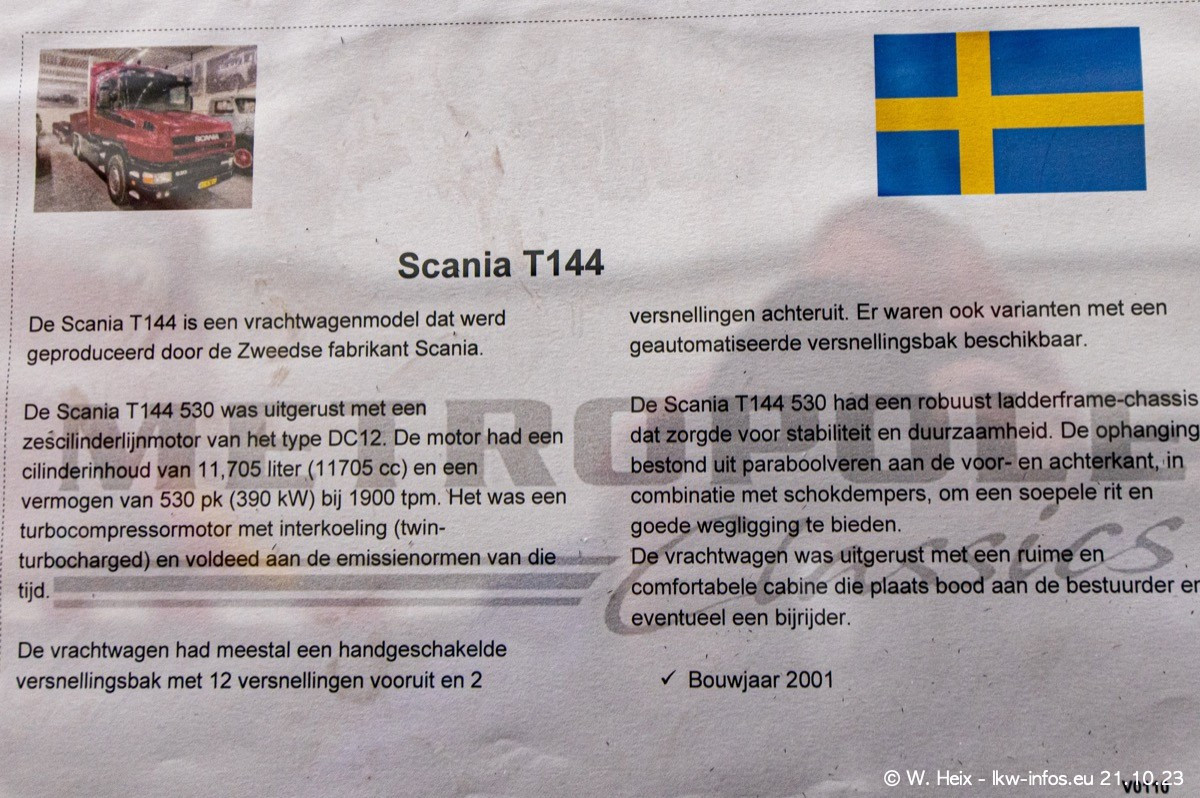 SCANIA
Scania T144
De Scania T144 is een vrachtwagenmodel dat werd
geproduceerd door de Zweedse fabrikant Scania.
De Scania T144 530 was uitgerust met een
zescilinderlijnmotor van het type DC12. De motor had een
cilinderinhoud van 11,705 liter (11705 cc) en een
vermogen van 530 pk (390 kW) bij 1900 tpm. Het was een
turbocompressormotor met interkoeling (twin-
turbocharged) en voldeed aan de emissienormen van die
tijd.
De vrachtwagen had meestal een handgeschakelde
versnellingsbak met 12 versnellingen vooruit en 2
versnellingen achteruit. Er waren ook varianten met een
geautomatiseerde versnellingsbak beschikbaar.
De Scania T144 530 had een robuust ladderframe-chassis
dat zorgde voor stabiliteit en duurzaamheid. De ophanging
bestond uit paraboolveren aan de voor- en achterkant, in
combinatie met schokdempers, om een soepele rit en
goede wegligging te bieden.
De vrachtwagen was uitgerust met een ruime en
comfortabele cabine die plaats bood aan de bestuurder en
eventueel een bijrijder.
✓ Bouwjaar 2001
METROPOLE
Classics
V0110
© W. Heix - lkw-infos.eu 21.10.23